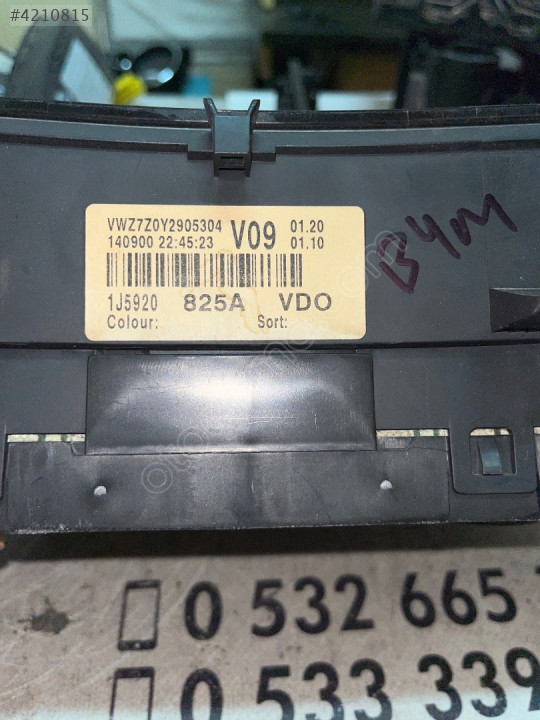 #4210815
VWZ7Z0Y2905304 V09 01.20
140900 22:45:23 01.10
1J5920 825A VDO
Colour: Sort:
B4M
0 532 665
0 533 339